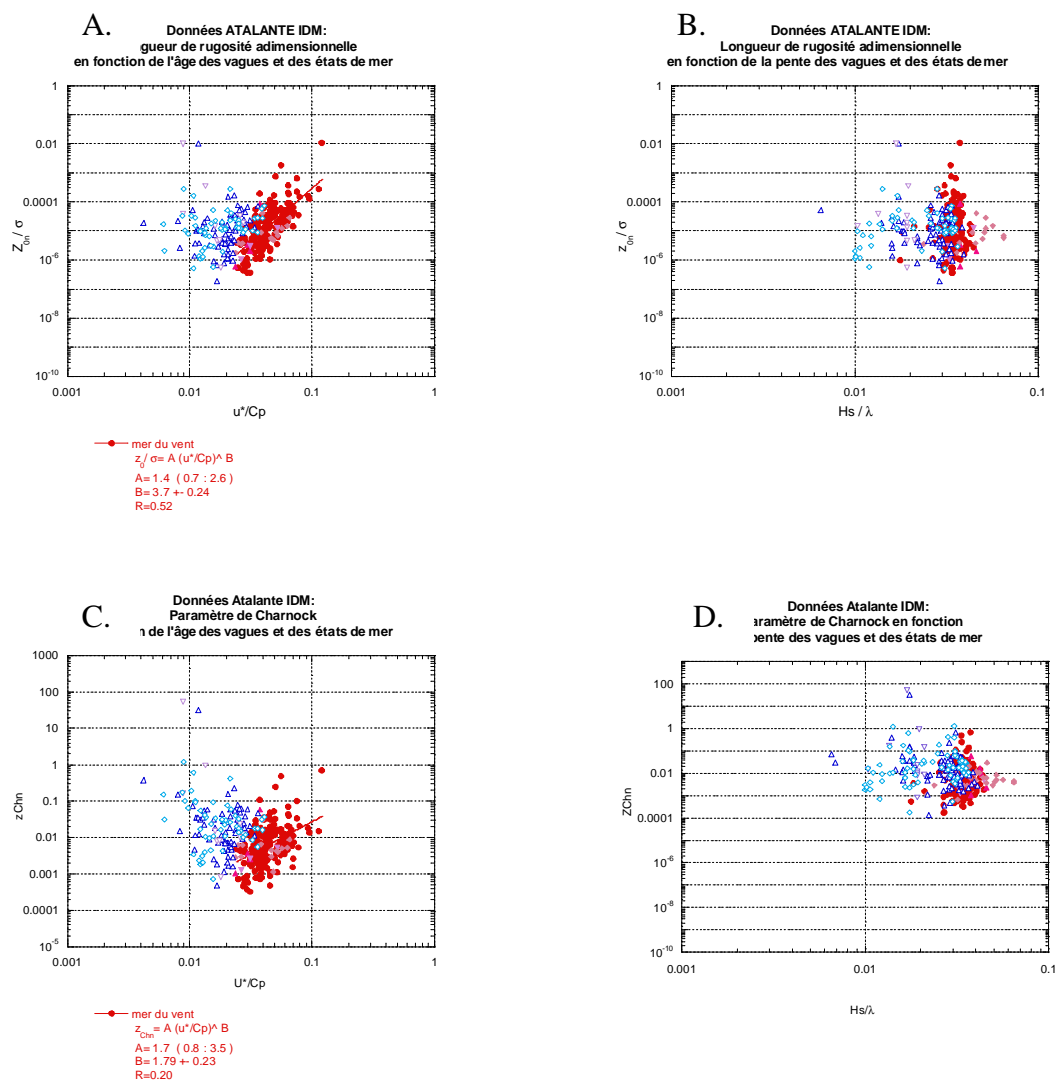 A.
Données ATALANTE IDM:
gueur de rugosité adimensionnelle
en fonction de l'âge des vagues et des états de mer
1
0.01
0.0001
10-6
10-8
10-10
Z0n/ σ
0.001
0.01
0.1
1
u*/Cp
mer du vent
z0/ σ= A (u*/Cp)^ B
A= 1.4 ( 0.7 : 2.6 )
B= 3.7 +- 0.24
R=0.52
B.
Données ATALANTE IDM:
Longueur de rugosité adimensionnelle
en fonction de la pente des vagues et des états de mer
1
0.01
0.0001
10-6
10-8
10-10
z0n/ σ
0.001
0.01
0.1
Hs / λ
C.
Données Atalante IDM:
Paramètre de Charnock
n de l'âge des vagues et des états de mer
1000
100
10
1
0.1
0.01
0.001
0.0001
10-5
zChn
0.001
0.01
0.1
1
U*/Cp
mer du vent
zChn= A (u*/Cp)^ B
A= 1.7 ( 0.8 : 3.5 )
B= 1.79 +- 0.23
R=0.20
D.
Données Atalante IDM:
aramètre de Charnock en fonction
pente des vagues et des états de mer
100
1
0.01
0.0001
10-6
10-8
10-10
ZChn
0.001
0.01
0.1
Hs/λ